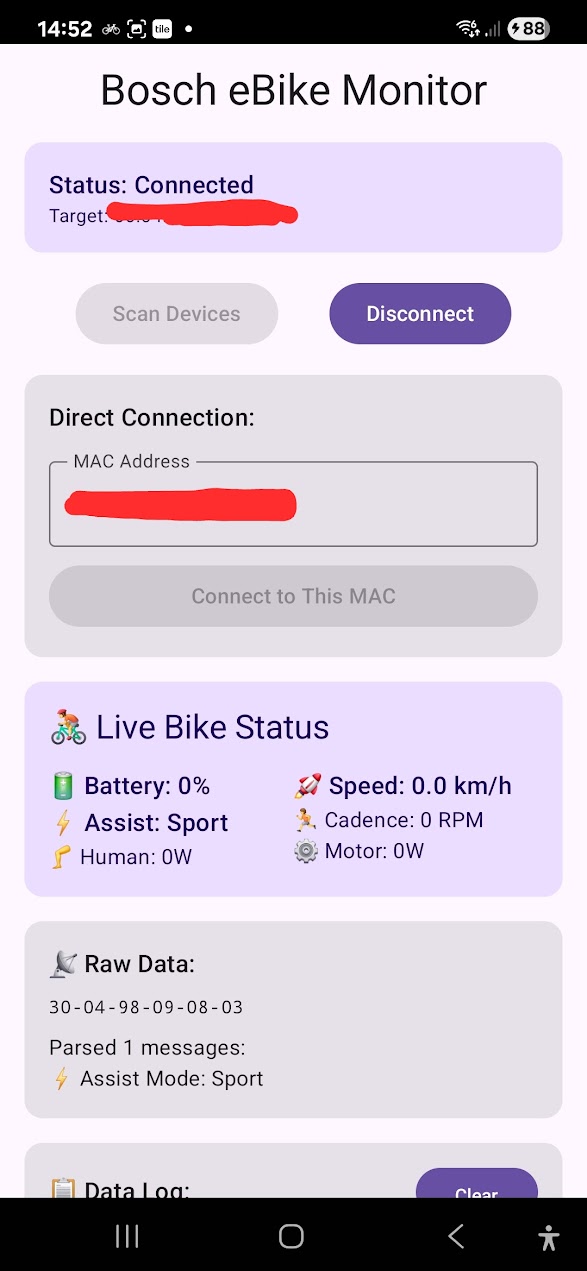 14:52 tile 6 88
Bosch eBike Monitor
Status: Connected
Target:
Scan Devices
Disconnect
Direct Connection:
MAC Address
Connect to This MAC
Live Bike Status
Battery: 0%
Speed: 0.0 km/h
Assist: Sport
Cadence: 0 RPM
Human: 0W
Motor: 0W
Raw Data:
30-04-98-09-08-03
Parsed 1 messages:
Assist Mode: Sport
Data Log:
Clear